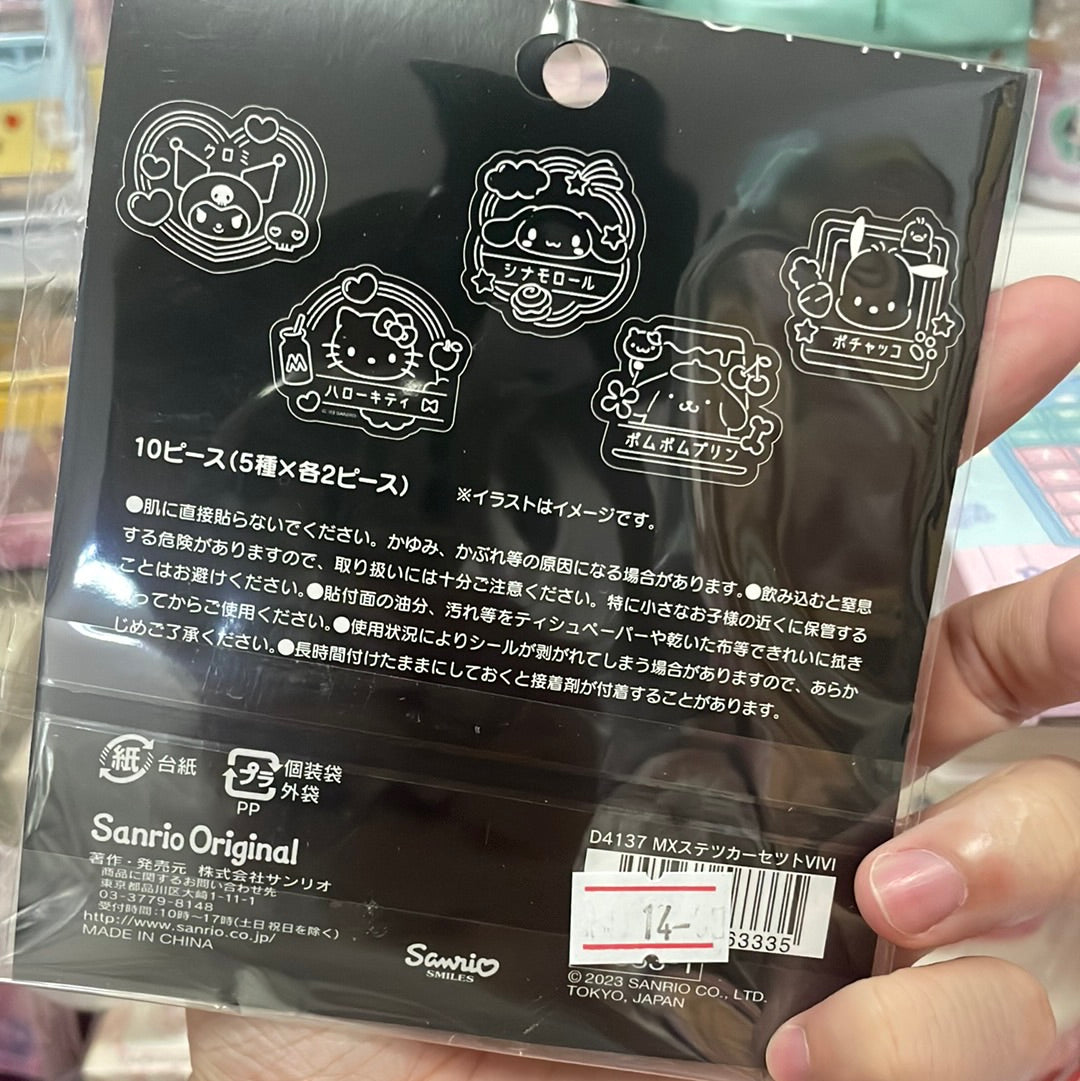 クロミ
シナモロール
ポチャッコ
M
ハローキティ
ポムポムプリン
10ピース(5種×各2ピース)
※イラストはイメージです。
●肌に直接貼らないでください。かゆみ、かぶれ等の原因になる場合があります。●飲み込むと窒息
する危険がありますので、取り扱いには十分ご注意ください。特に小さなお子様の近くに保管する
ことはお避けください。●貼付面の油分、汚れ等をティシュペーパーや乾いた布等できれいに拭き
ってからご使用ください。●使用状況によりシールが剥がれてしまう場合がありますので、あらか
じめご了承ください。●長時間付けたままにしておくと接着剤が付着することがあります。
紙 台紙
プラ 個装袋
外袋
PP
Sanrio Original
著作・発売元 株式会社サンリオ
商品に関するお問い合わせ先
東京都品川区大崎1-11-1
03-3779-8148
受付時間:10時〜17時(土日祝日を除く)
http://www.sanrio.co.jp/
MADE IN CHINA
Sanrio
SMILES
D4137 MXステッカーセットVIVI
14-
63335
©2023 SANRIO CO., LTD.
TOKYO, JAPAN